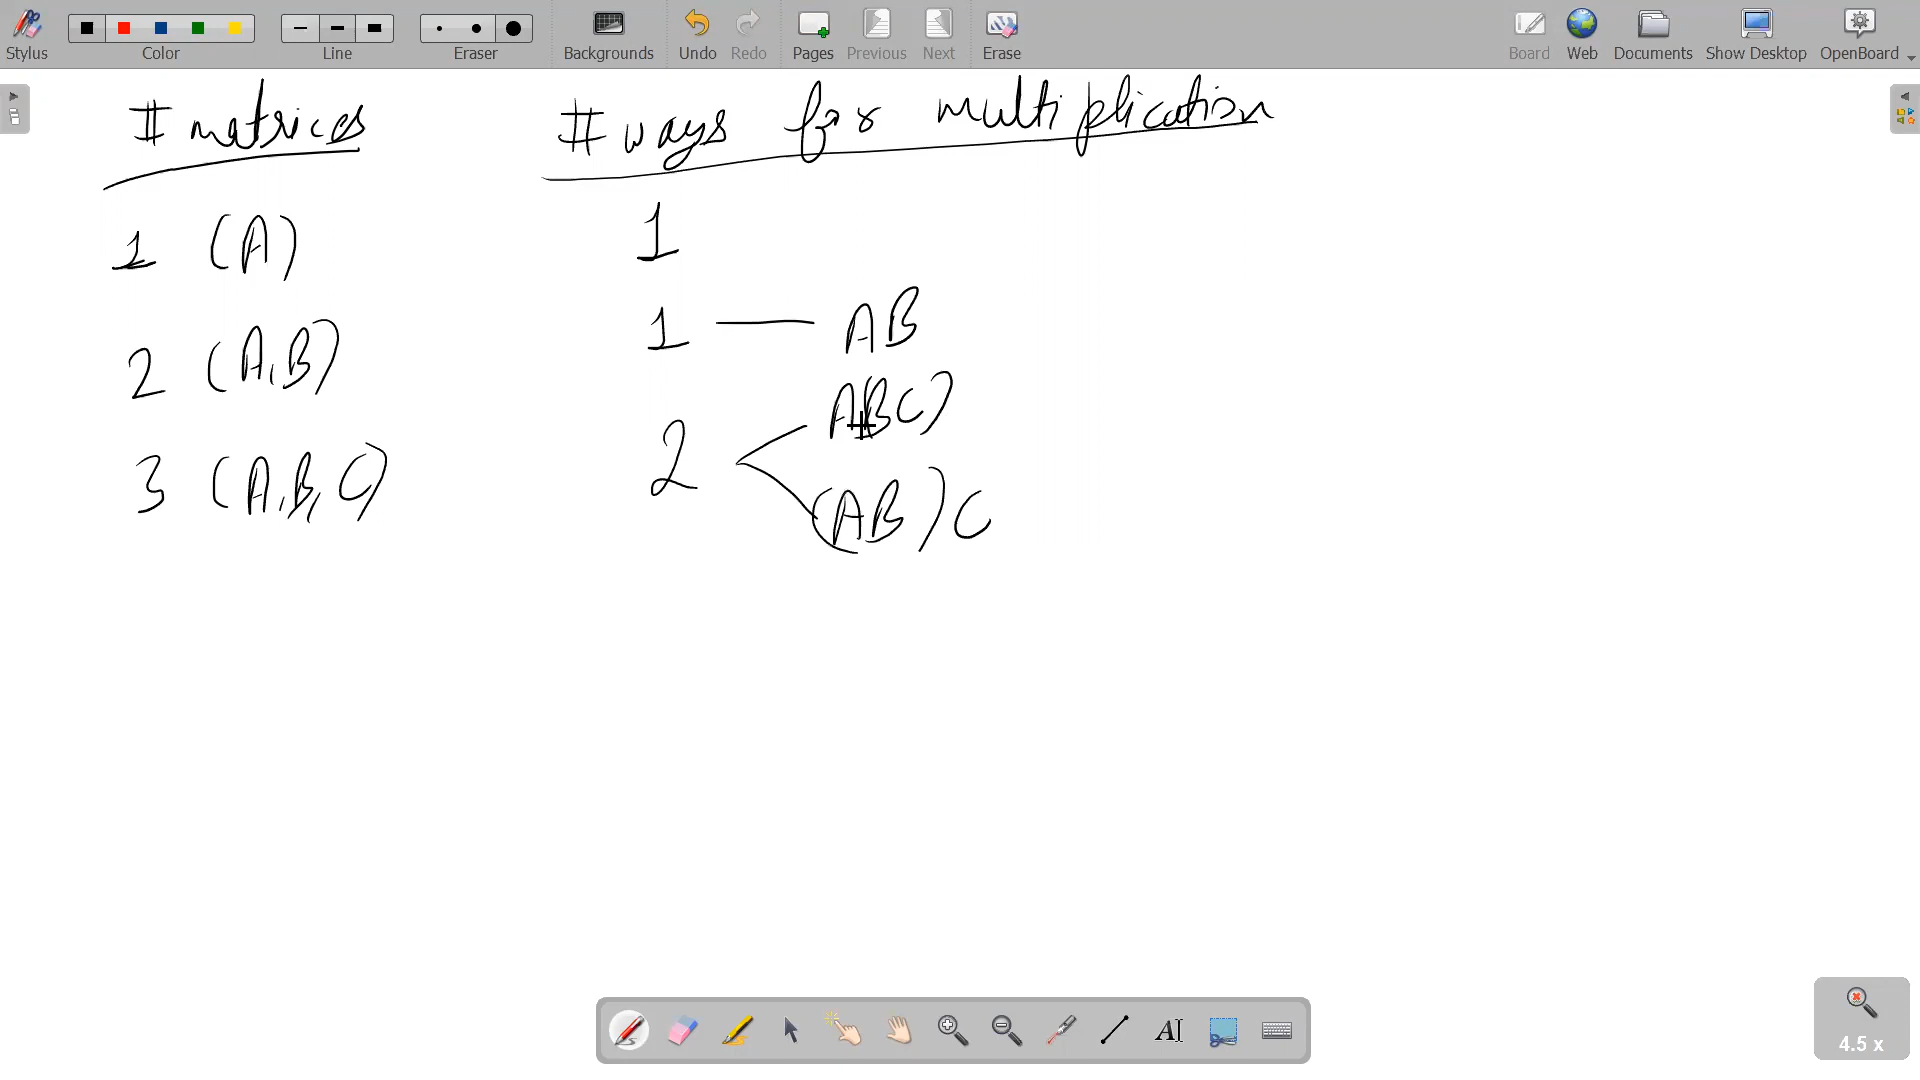 Stylus Color Line Eraser Backgrounds Undo Redo Pages Previous Next Erase Board Web Documents Show Desktop OpenBoard
# matrices # ways for multiplication
1 (A) 1
2 (A,B) 1 — AB
3 (A,B,C) 2
A(BC)
(AB)C
AI
4.5 x